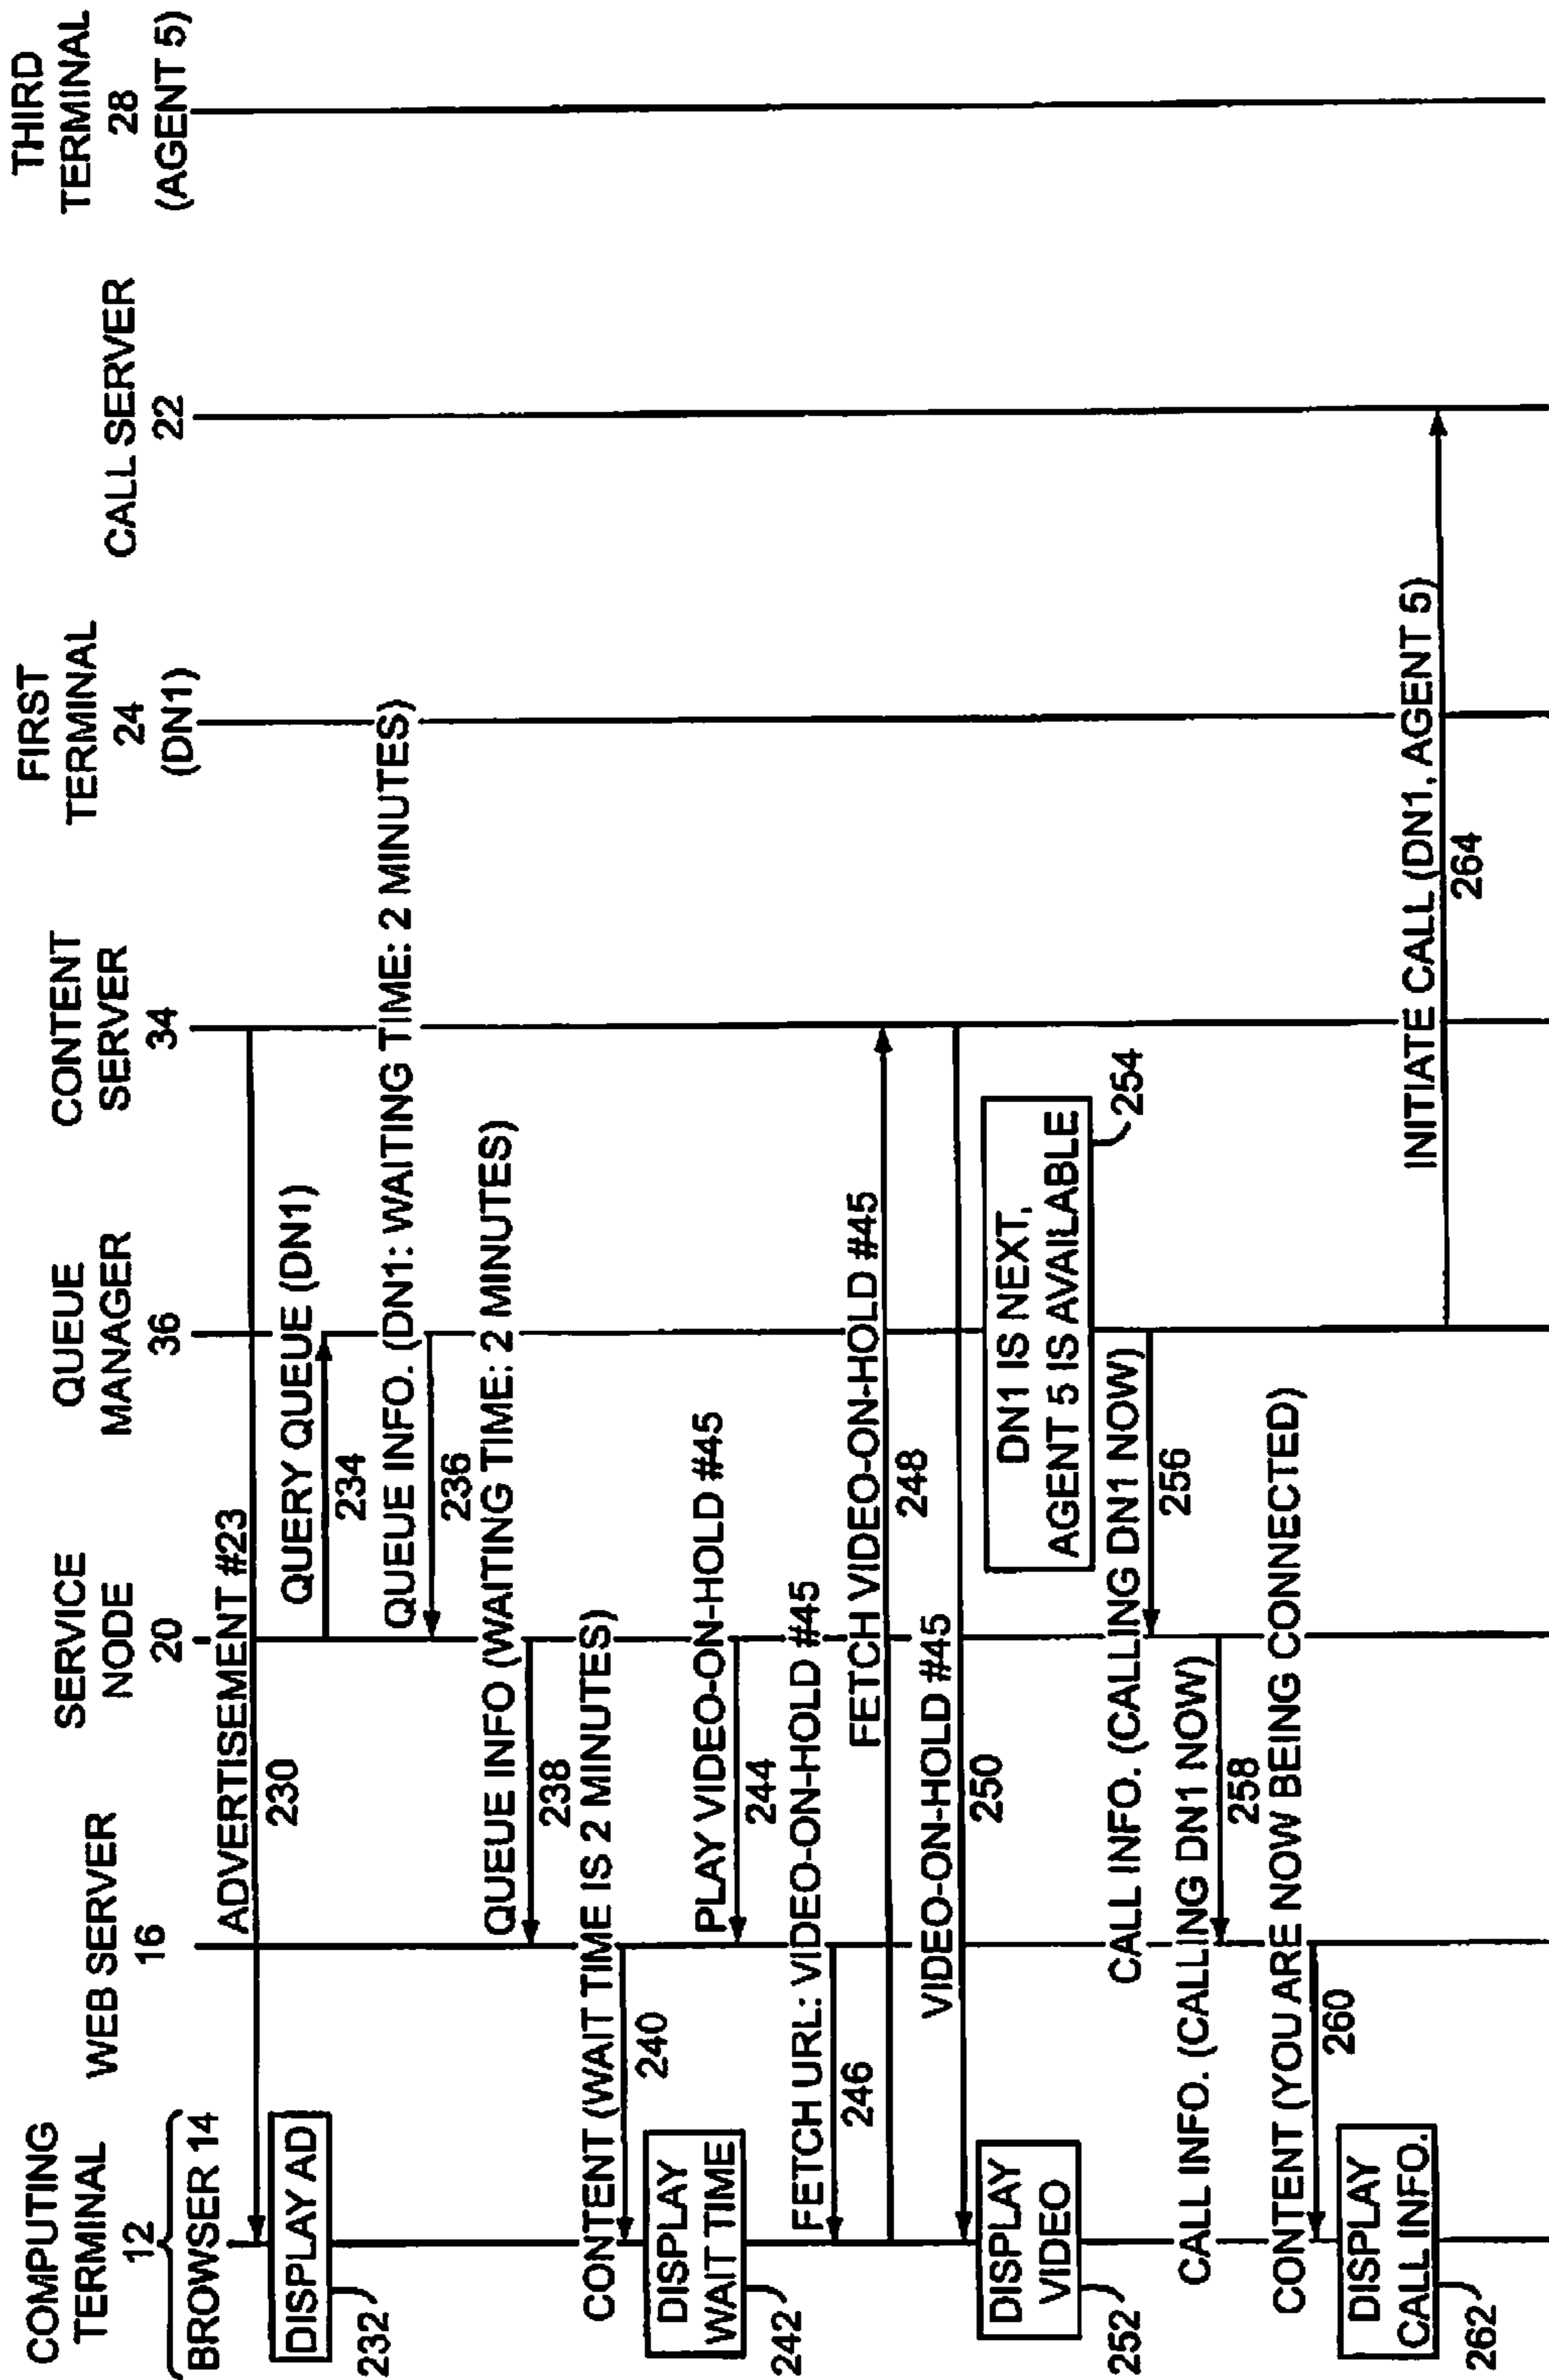 COMPUTING
TERMINAL
12
BROWSER 14
WEB SERVER
16
SERVICE
NODE
20
QUEUE
MANAGER
36
CONTENT
SERVER
34
FIRST
TERMINAL
24
(DN1)
CALL SERVER
22
THIRD
TERMINAL
28
(AGENT 5)
ADVERTISEMENT #23
230
DISPLAY AD
232
QUERY QUEUE (DN1)
234
QUEUE INFO. (DN1: WAITING TIME: 2 MINUTES)
236
QUEUE INFO (WAITING TIME: 2 MINUTES)
238
CONTENT (WAIT TIME IS 2 MINUTES)
240
DISPLAY
WAIT TIME
242
PLAY VIDEO-ON-HOLD #45
244
FETCH URL: VIDEO-ON-HOLD #45
246
FETCH VIDEO-ON-HOLD #45
248
VIDEO-ON-HOLD #45
250
DISPLAY
VIDEO
252
DN1 IS NEXT.
AGENT 5 IS AVAILABLE
254
CALL INFO. (CALLING DN1 NOW)
256
CALL INFO. (CALLING DN1 NOW)
258
CONTENT (YOU ARE NOW BEING CONNECTED)
260
DISPLAY
CALL INFO.
262
INITIATE CALL (DN1, AGENT 5)
264